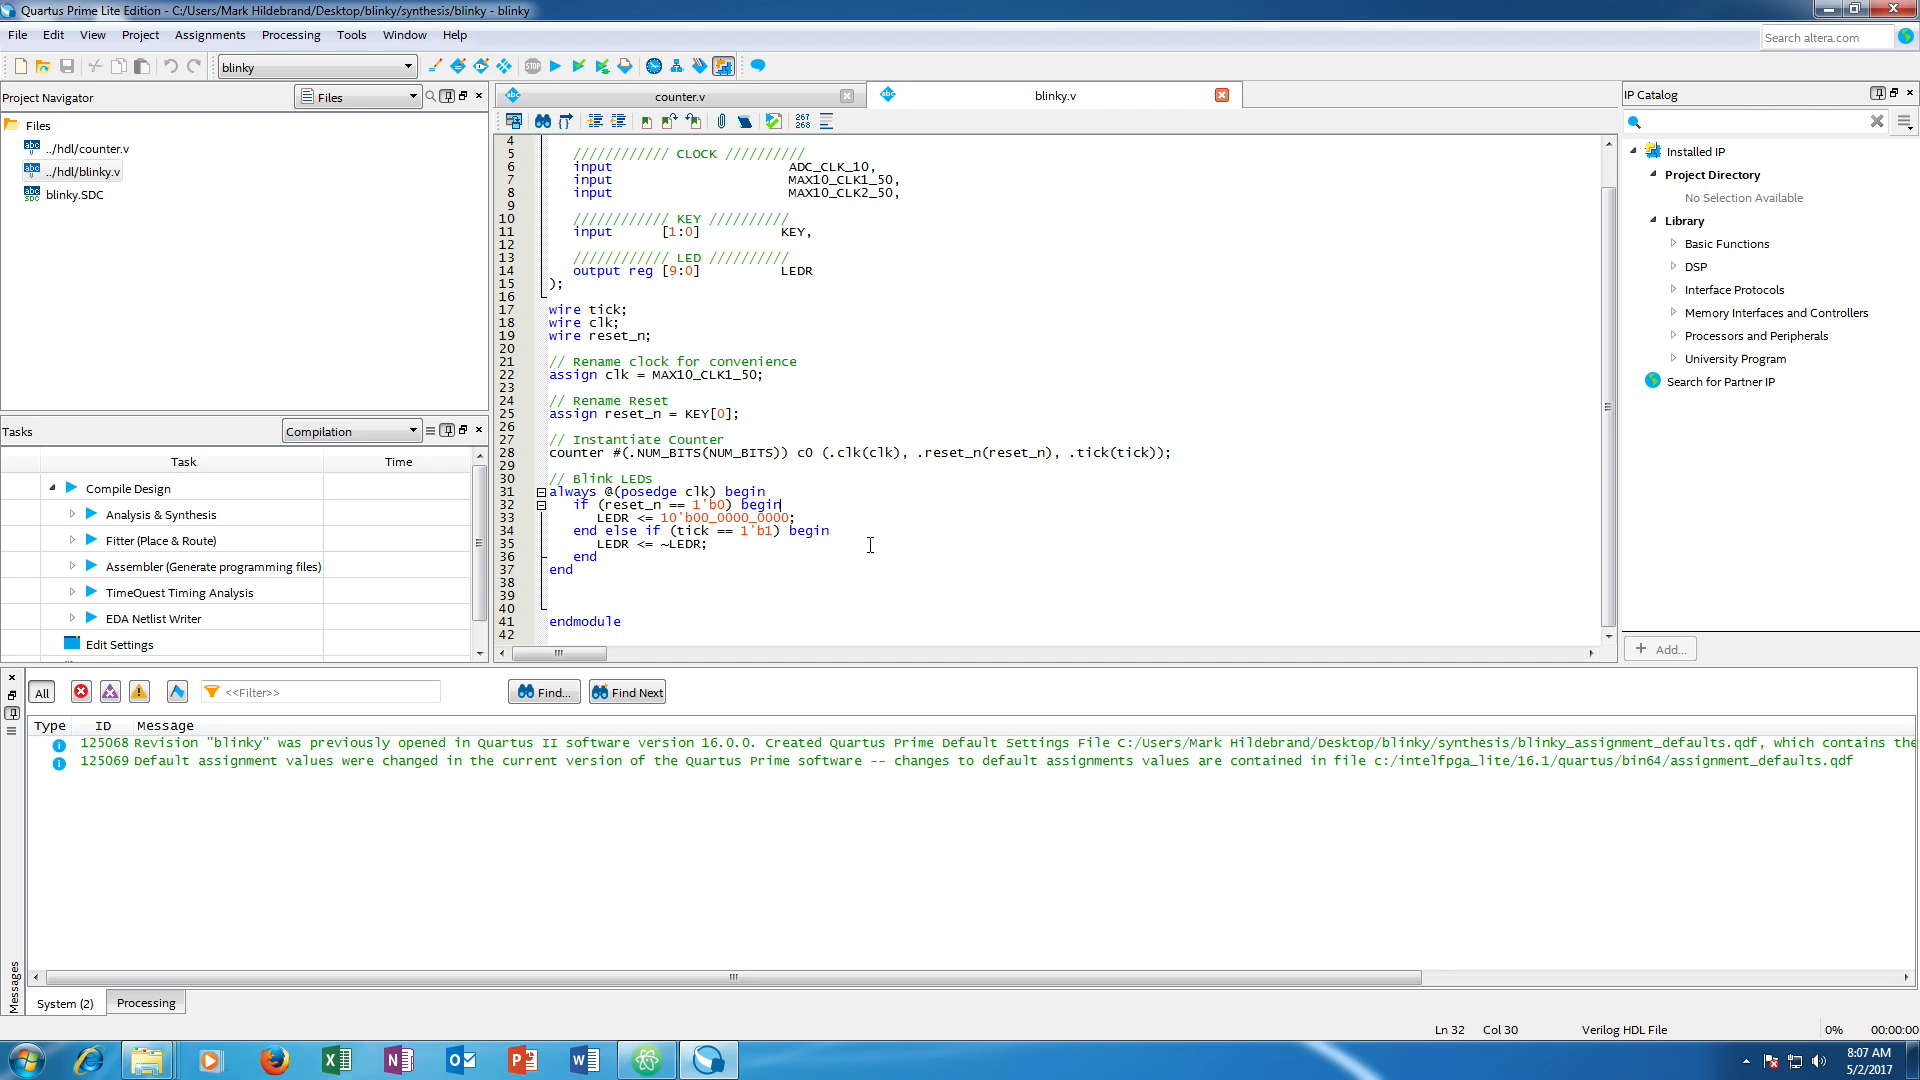 Quartus Prime Lite Edition - C:/Users/Mark Hildebrand/Desktop/blinky/synthesis/blinky - blinky
File Edit View Project Assignments Processing Tools Window Help
Search altera.com
blinky
Project Navigator
Files
Files
../hdl/counter.v
../hdl/blinky.v
blinky.SDC
Tasks
Compilation
Task Time
Compile Design
Analysis & Synthesis
Fitter (Place & Route)
Assembler (Generate programming files)
TimeQuest Timing Analysis
EDA Netlist Writer
Edit Settings
counter.v
blinky.v
267
268
4
5 //////////// CLOCK //////////
6 input ADC_CLK_10,
7 input MAX10_CLK1_50,
8 input MAX10_CLK2_50,
9
10 //////////// KEY //////////
11 input [1:0] KEY,
12
13 //////////// LED //////////
14 output reg [9:0] LEDR
15 );
16
17 wire tick;
18 wire clk;
19 wire reset_n;
20
21 // Rename clock for convenience
22 assign clk = MAX10_CLK1_50;
23
24 // Rename Reset
25 assign reset_n = KEY[0];
26
27 // Instantiate Counter
28 counter #(.NUM_BITS(NUM_BITS)) c0 (.clk(clk), .reset_n(reset_n), .tick(tick));
29
30 // Blink LEDs
31 always @(posedge clk) begin
32 if (reset_n == 1'b0) begin
33 LEDR <= 10'b00_0000_0000;
34 end else if (tick == 1'b1) begin
35 LEDR <= ~LEDR;
36 end
37 end
38
39
40
41 endmodule
42
IP Catalog
Installed IP
Project Directory
No Selection Available
Library
Basic Functions
DSP
Interface Protocols
Memory Interfaces and Controllers
Processors and Peripherals
University Program
Search for Partner IP
+ Add...
All
<<Filter>>
Find...
Find Next
Type ID Message
125068 Revision "blinky" was previously opened in Quartus II software version 16.0.0. Created Quartus Prime Default Settings File C:/Users/Mark Hildebrand/Desktop/blinky/synthesis/blinky_assignment_defaults.qdf, which contains the
125069 Default assignment values were changed in the current version of the Quartus Prime software -- changes to default assignments values are contained in file c:/intelfpga_lite/16.1/quartus/bin64/assignment_defaults.qdf
Messages
System (2)
Processing
Ln 32 Col 30 Verilog HDL File 0% 00:00:00
8:07 AM
5/2/2017